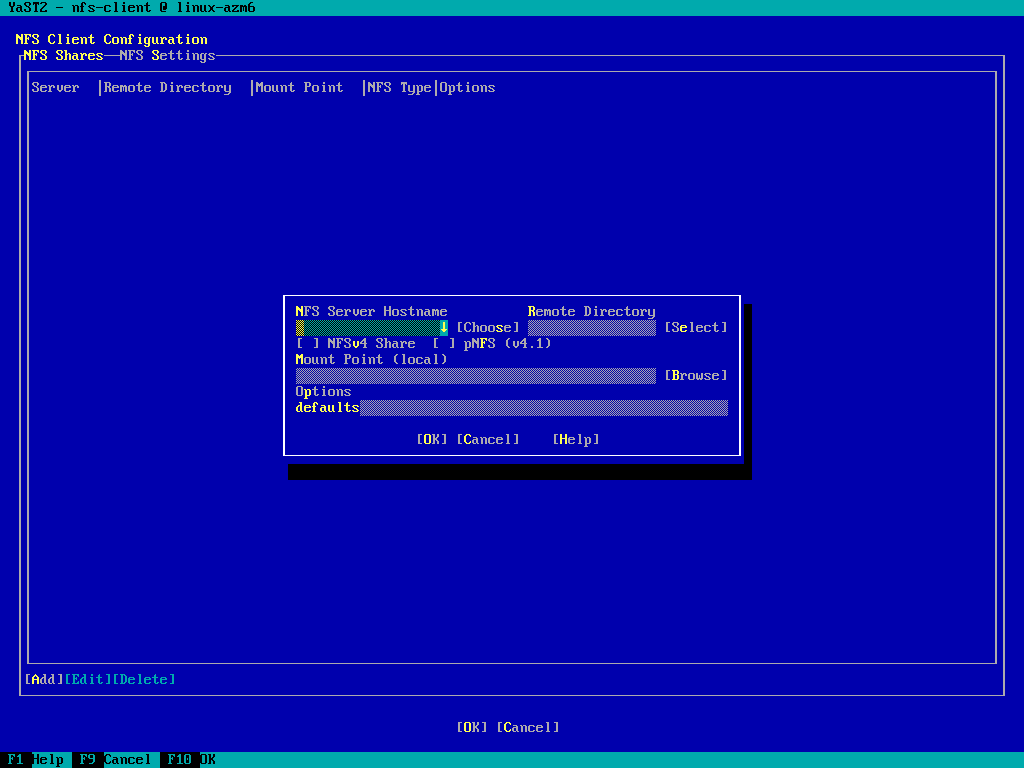 YaST2 - nfs-client @ linux-azm6
NFS Client Configuration
NFS Shares NFS Settings
Server |Remote Directory |Mount Point |NFS Type|Options
NFS Server Hostname Remote Directory
↓ [Choose] [Select]
[ ] NFSv4 Share [ ] pNFS (v4.1)
Mount Point (local)
[Browse]
Options
defaults
[OK] [Cancel] [Help]
[Add][Edit][Delete]
[OK] [Cancel]
F1 Help F9 Cancel F10 OK